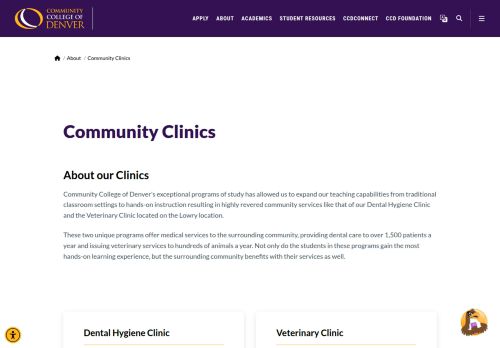 COMMUNITY
COLLEGE OF
DENVER
APPLY ABOUT ACADEMICS STUDENT RESOURCES CCDCONNECT CCD FOUNDATION
/ About / Community Clinics
Community Clinics
About our Clinics
Community College of Denver's exceptional programs of study has allowed us to expand our teaching capabilities from traditional
classroom settings to hands-on instruction resulting in highly revered community services like that of our Dental Hygiene Clinic
and the Veterinary Clinic located on the Lowry location.
These two unique programs offer medical services to the surrounding community, providing dental care to over 1,500 patients a
year and issuing veterinary services to hundreds of animals a year. Not only do the students in these programs gain the most
hands-on learning experience, but the surrounding community benefits with their services as well.
Dental Hygiene Clinic
Veterinary Clinic